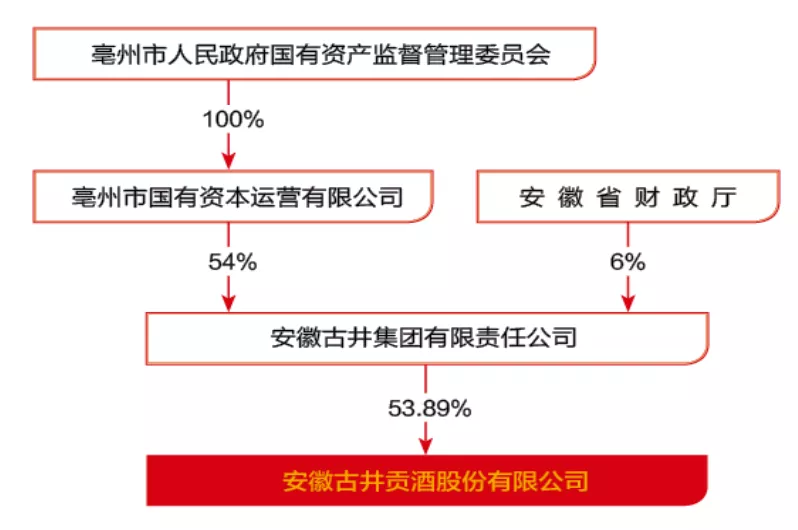 亳州市人民政府国有资产监督管理委员会
100%
亳州市国有资本运营有限公司
安徽省财政厅
54%
6%
安徽古井集团有限责任公司
53.89%
安徽古井贡酒股份有限公司